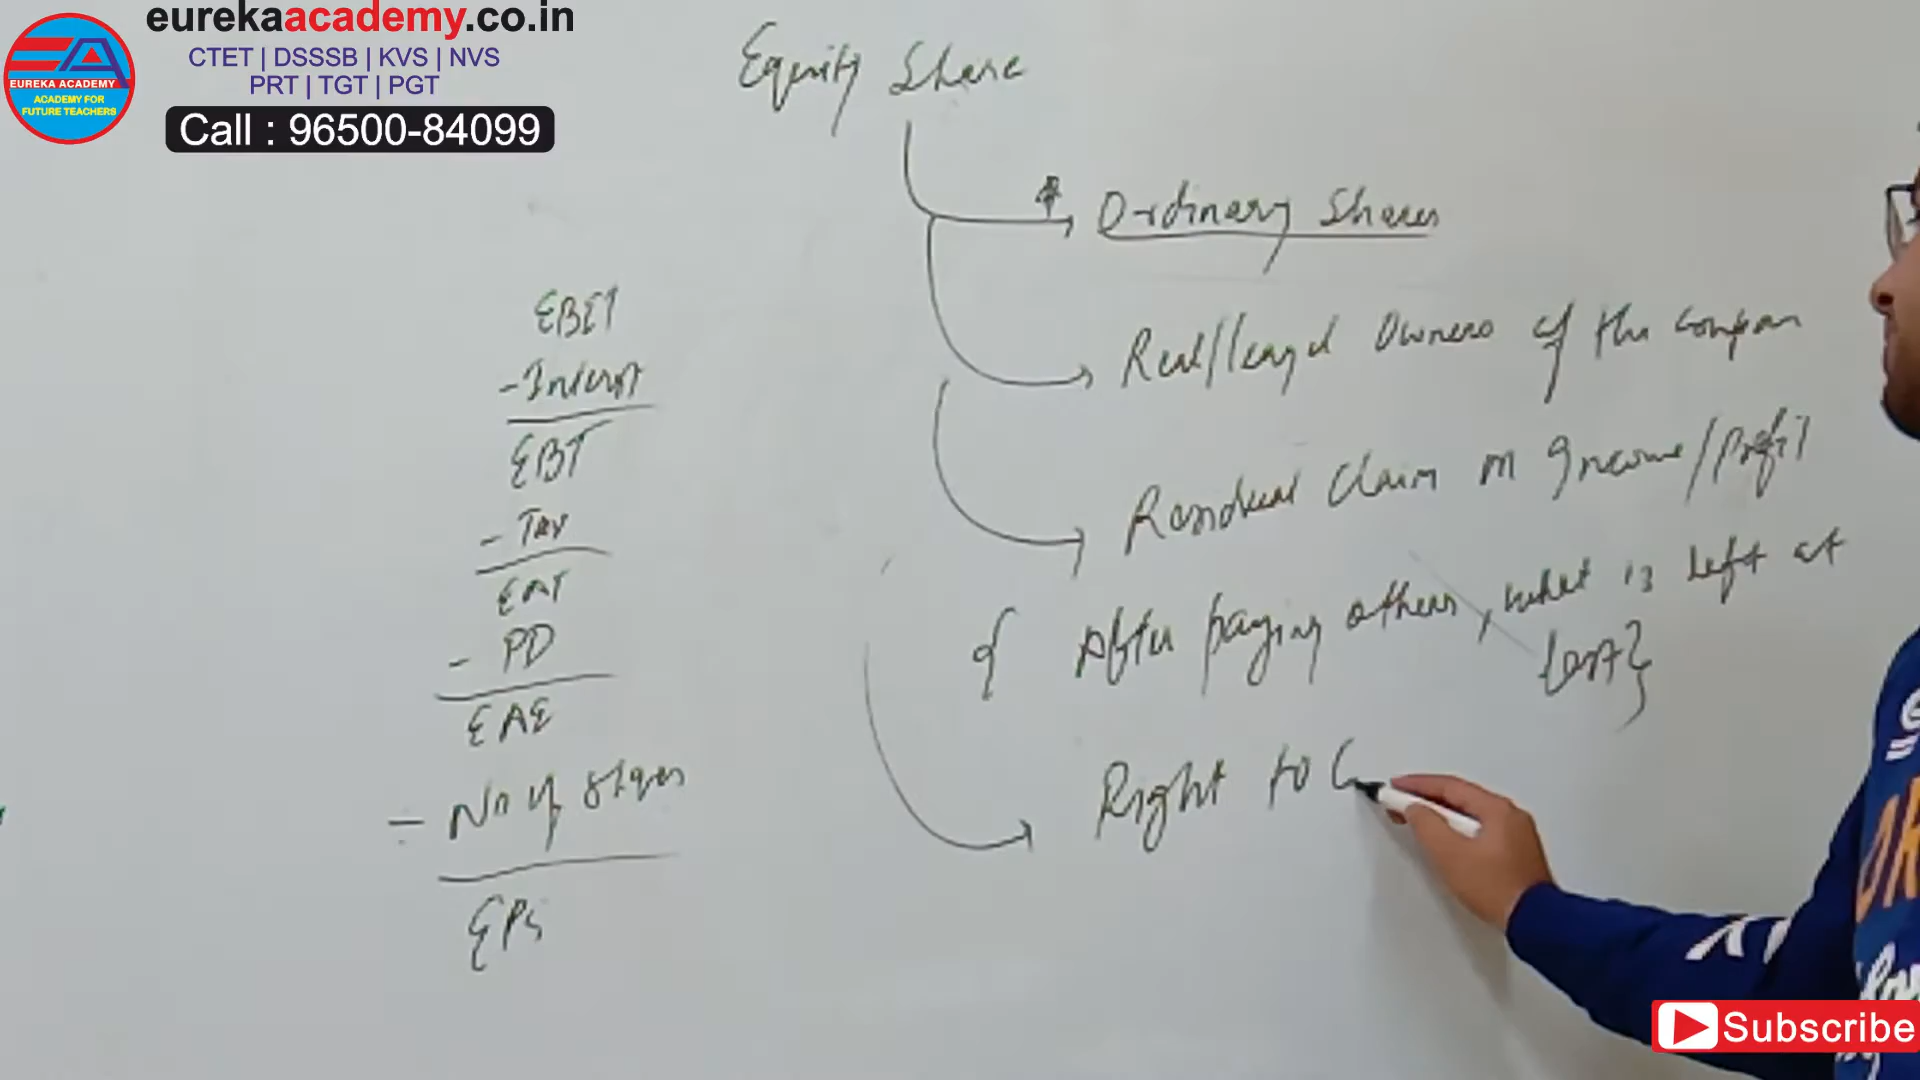 eurekaacademy.co.in
CTET | DSSSB | KVS | NVS
PRT | TGT | PGT
Call : 96500-84099
EUREKA ACADEMY
ACADEMY FOR
FUTURE TEACHERS
Equity Share
* Ordinary Shares
Real/legal Owners of the Compan
Residual Claim on Income/Profit
{ After paying others, what is left at
last}
Right to C
EBIT
- Interest
EBT
- Tax
EAT
- PD
EAE
÷ No of shares
EPS
Subscribe